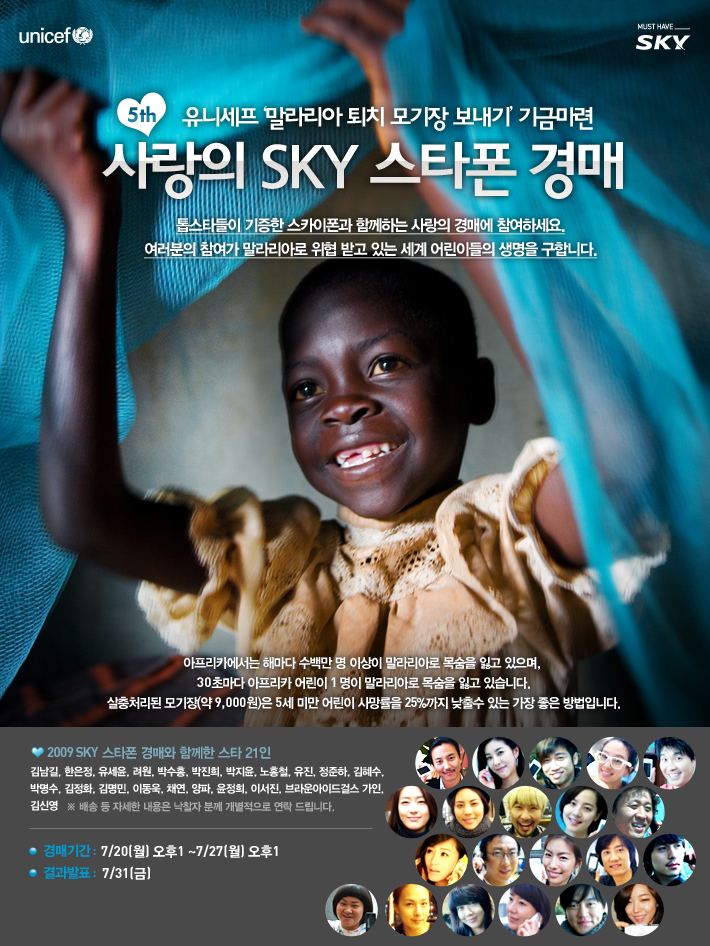 unicef
MUST HAVE
SKY
5th
유니세프 '말라리아 퇴치 모기장 보내기' 기금마련
사랑의 SKY 스타폰 경매
톱스타들이 기증한 스카이폰과 함께하는 사랑의 경매에 참여하세요.
여러분의 참여가 말라리아로 위협 받고 있는 세계 어린이들의 생명을 구합니다.
아프리카에서는 해마다 수백만 명 이상이 말라리아로 목숨을 잃고 있으며,
30초마다 아프리카 어린이 1명이 말라리아로 목숨을 잃고 있습니다.
살충처리된 모기장(약 9,000원)은 5세 미만 어린이 사망률을 25%까지 낮출수 있는 가장 좋은 방법입니다.
2009 SKY 스타폰 경매와 함께한 스타 21인
김남길, 한은정, 유세윤, 려원, 박수홍, 박진희, 박지윤, 노홍철, 유진, 정준하, 김혜수,
박명수, 김정화, 김명민, 이동욱, 채연, 양파, 윤정희, 이서진, 브라운아이드걸스 가인,
김신영 ※ 배송 등 자세한 내용은 낙찰자 분께 개별적으로 연락 드립니다.
경매기간 : 7/20(월) 오후1 ~7/27(월) 오후1
결과발표 : 7/31(금)